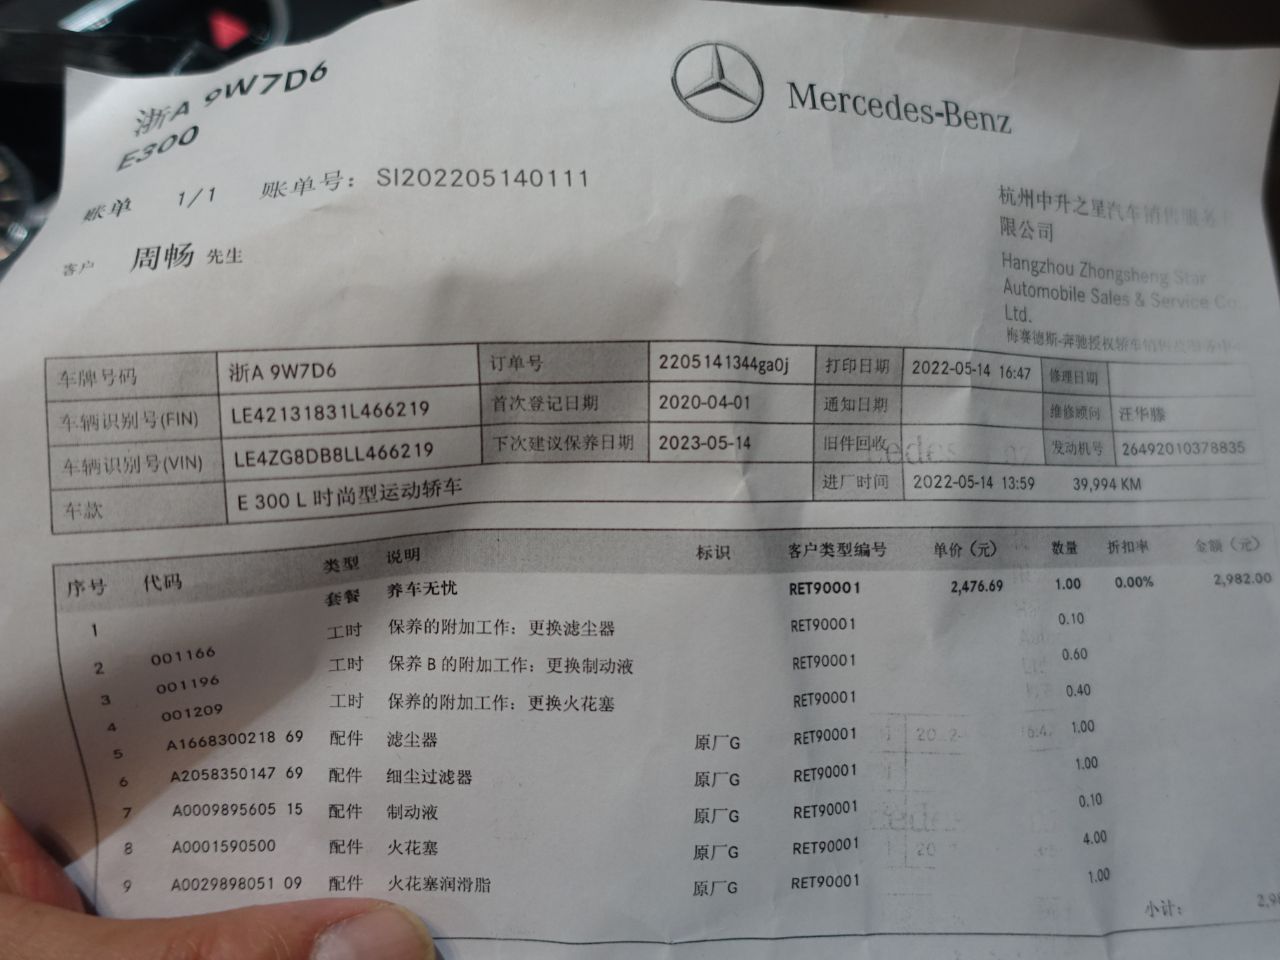 浙A 9W7D6
E300
Mercedes-Benz
账单 1/1 账单号: SI202205140111
客户 周畅 先生
杭州中升之星汽车销售服务有
限公司
Hangzhou Zhongsheng Star
Automobile Sales & Service Co.,
Ltd.
梅赛德斯-奔驰授权轿车销售及服务中心
车牌号码 浙A 9W7D6 订单号 2205141344ga0j 打印日期 2022-05-14 16:47 修理日期
车辆识别号(FIN) LE42131831L466219 首次登记日期 2020-04-01 通知日期 维修顾问 汪华滕
车辆识别号(VIN) LE4ZG8DB8LL466219 下次建议保养日期 2023-05-14 旧件回收 发动机号 26492010378835
车款 E 300 L 时尚型运动轿车 进厂时间 2022-05-14 13:59 39,994 KM
序号 代码 类型 说明 标识 客户类型编号 单价（元） 数量 折扣率 金额（元）
套餐 养车无忧 RET90001 2,476.69 1.00 0.00% 2,982.00
1 工时 保养的附加工作：更换滤尘器 RET90001 0.10
2 001166 工时 保养 B 的附加工作：更换制动液 RET90001 0.60
3 001196 工时 保养的附加工作：更换火花塞 RET90001 0.40
4 001209
5 A1668300218 69 配件 滤尘器 原厂G RET90001 1.00
6 A2058350147 69 配件 细尘过滤器 原厂G RET90001 1.00
7 A0009895605 15 配件 制动液 原厂G RET90001 0.10
8 A0001590500 配件 火花塞 原厂G RET90001 4.00
9 A0029898051 09 配件 火花塞润滑脂 原厂G RET90001 1.00
小计: